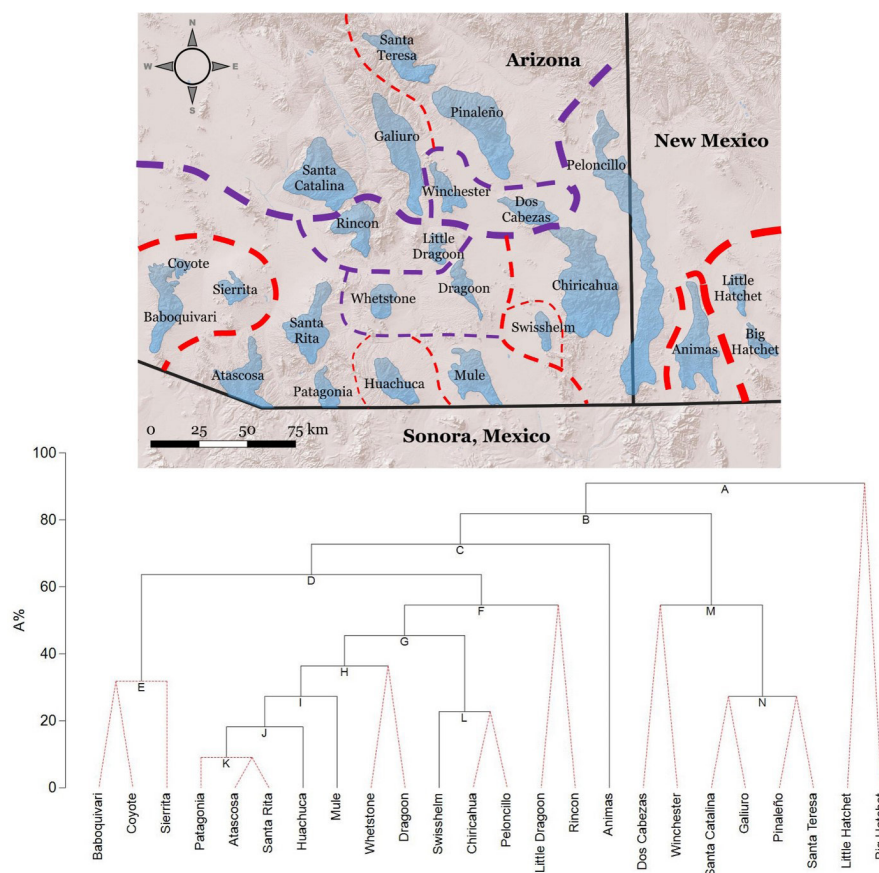 N
W
E
S
Santa
Teresa
Arizona
Pinaleño
New Mexico
Galiuro
Peloncillo
Santa
Catalina
Winchester
Dos
Cabezas
Rincon
Little
Dragoon
Coyote
Sierrita
Whetstone
Dragoon
Chiricahua
Little
Hatchet
Baboquivari
Santa
Rita
Swisshelm
Animas
Big
Hatchet
Atascosa
Patagonia
Huachuca
Mule
0 25 50 75 km
Sonora, Mexico
A%
100
80
60
40
20
0
A
B
C
D
F
M
G
H
E
I
N
L
J
K
Baboquivari
Coyote
Sierrita
Patagonia
Atascosa
Santa Rita
Huachuca
Mule
Whetstone
Dragoon
Swisshelm
Chiricahua
Peloncillo
Little Dragoon
Rincon
Animas
Dos Cabezas
Winchester
Santa Catalina
Galiuro
Pinaleño
Santa Teresa
Little Hatchet
Big Hatchet